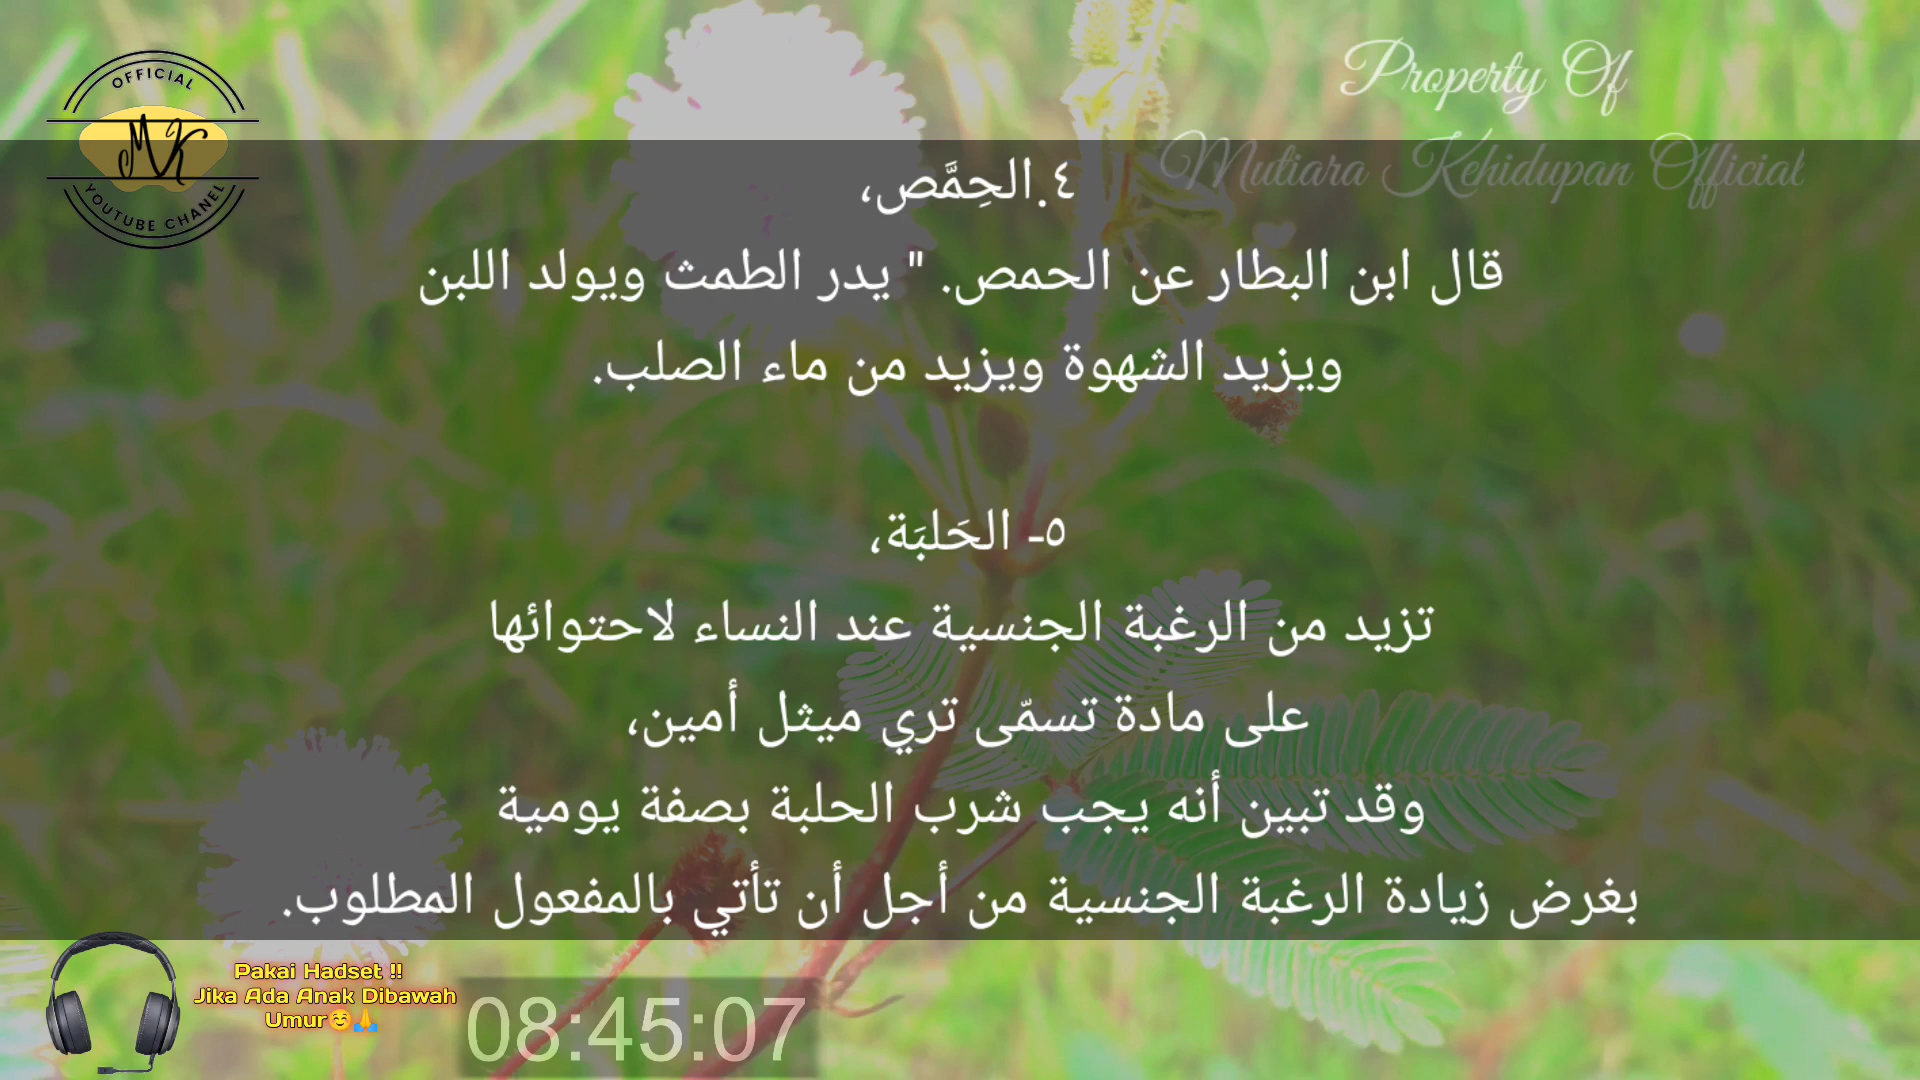 OFFICIAL
MK
YOUTUBE CHANEL
Property Of
Mutiara Kehidupan Official
٤.الحِمَّص،
قال ابن البطار عن الحمص. " يدر الطمث ويولد اللبن
ويزيد الشهوة ويزيد من ماء الصلب.
٥- الحَلبَة،
تزيد من الرغبة الجنسية عند النساء لاحتوائها
على مادة تسمّى تري ميثل أمين،
وقد تبين أنه يجب شرب الحلبة بصفة يومية
بغرض زيادة الرغبة الجنسية من أجل أن تأتي بالمفعول المطلوب.
Pakai Hadset !!
Jika Ada Anak Dibawah
Umur☺️🙏
08:45:07